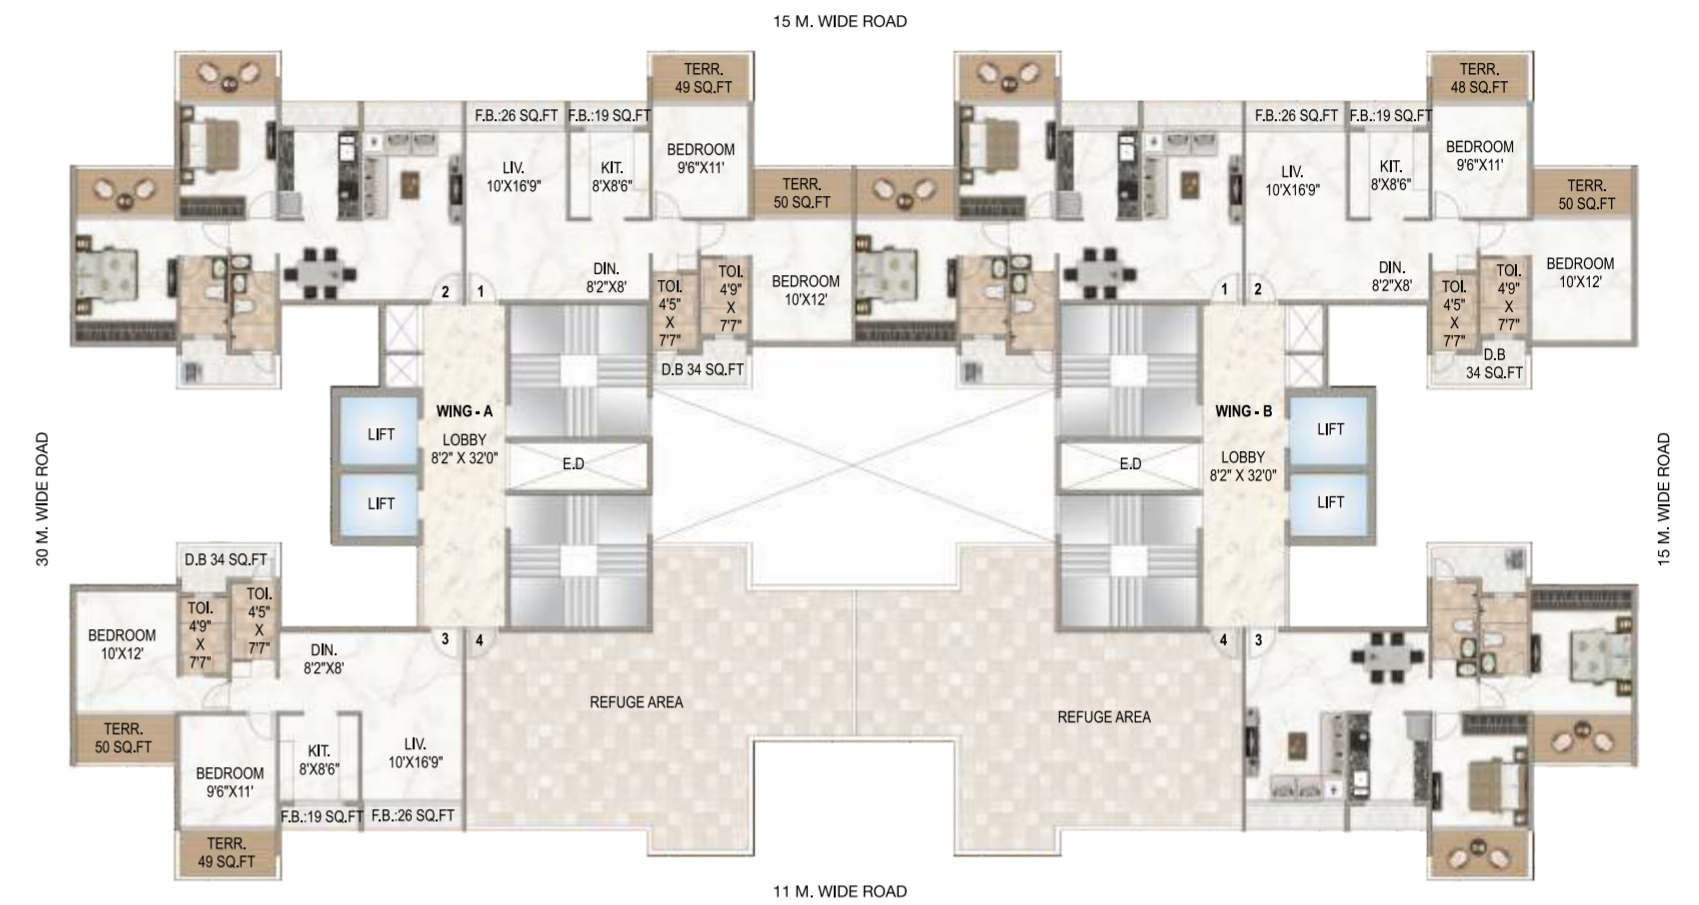 15 M. WIDE ROAD
TERR.
49 SQ.FT
TERR.
48 SQ.FT
F.B.:26 SQ.FT
F.B.:19 SQ.FT
F.B.:26 SQ.FT
F.B.:19 SQ.FT
LIV.
10'X16'9"
KIT.
8'X8'6"
BEDROOM
9'6"X11'
TERR.
50 SQ.FT
LIV.
10'X16'9"
KIT.
8'X8'6"
BEDROOM
9'6"X11'
TERR.
50 SQ.FT
DIN.
8'2"X8'
TOI.
4'5"
X
7'7"
TOI.
4'9"
X
7'7"
BEDROOM
10'X12'
DIN.
8'2"X8'
TOI.
4'5"
X
7'7"
TOI.
4'9"
X
7'7"
BEDROOM
10'X12'
2
1
1
2
D.B 34 SQ.FT
D.B
34 SQ.FT
WING - A
LOBBY
8'2" X 32'0"
LIFT
LIFT
E.D
E.D
WING - B
LOBBY
8'2" X 32'0"
LIFT
LIFT
30 M. WIDE ROAD
15 M. WIDE ROAD
D.B 34 SQ.FT
BEDROOM
10'X12'
TOI.
4'9"
X
7'7"
TOI.
4'5"
X
7'7"
DIN.
8'2"X8'
3
4
4
3
TERR.
50 SQ.FT
BEDROOM
9'6"X11'
KIT.
8'X8'6"
LIV.
10'X16'9"
REFUGE AREA
REFUGE AREA
F.B.:19 SQ.FT
F.B.:26 SQ.FT
TERR.
49 SQ.FT
11 M. WIDE ROAD